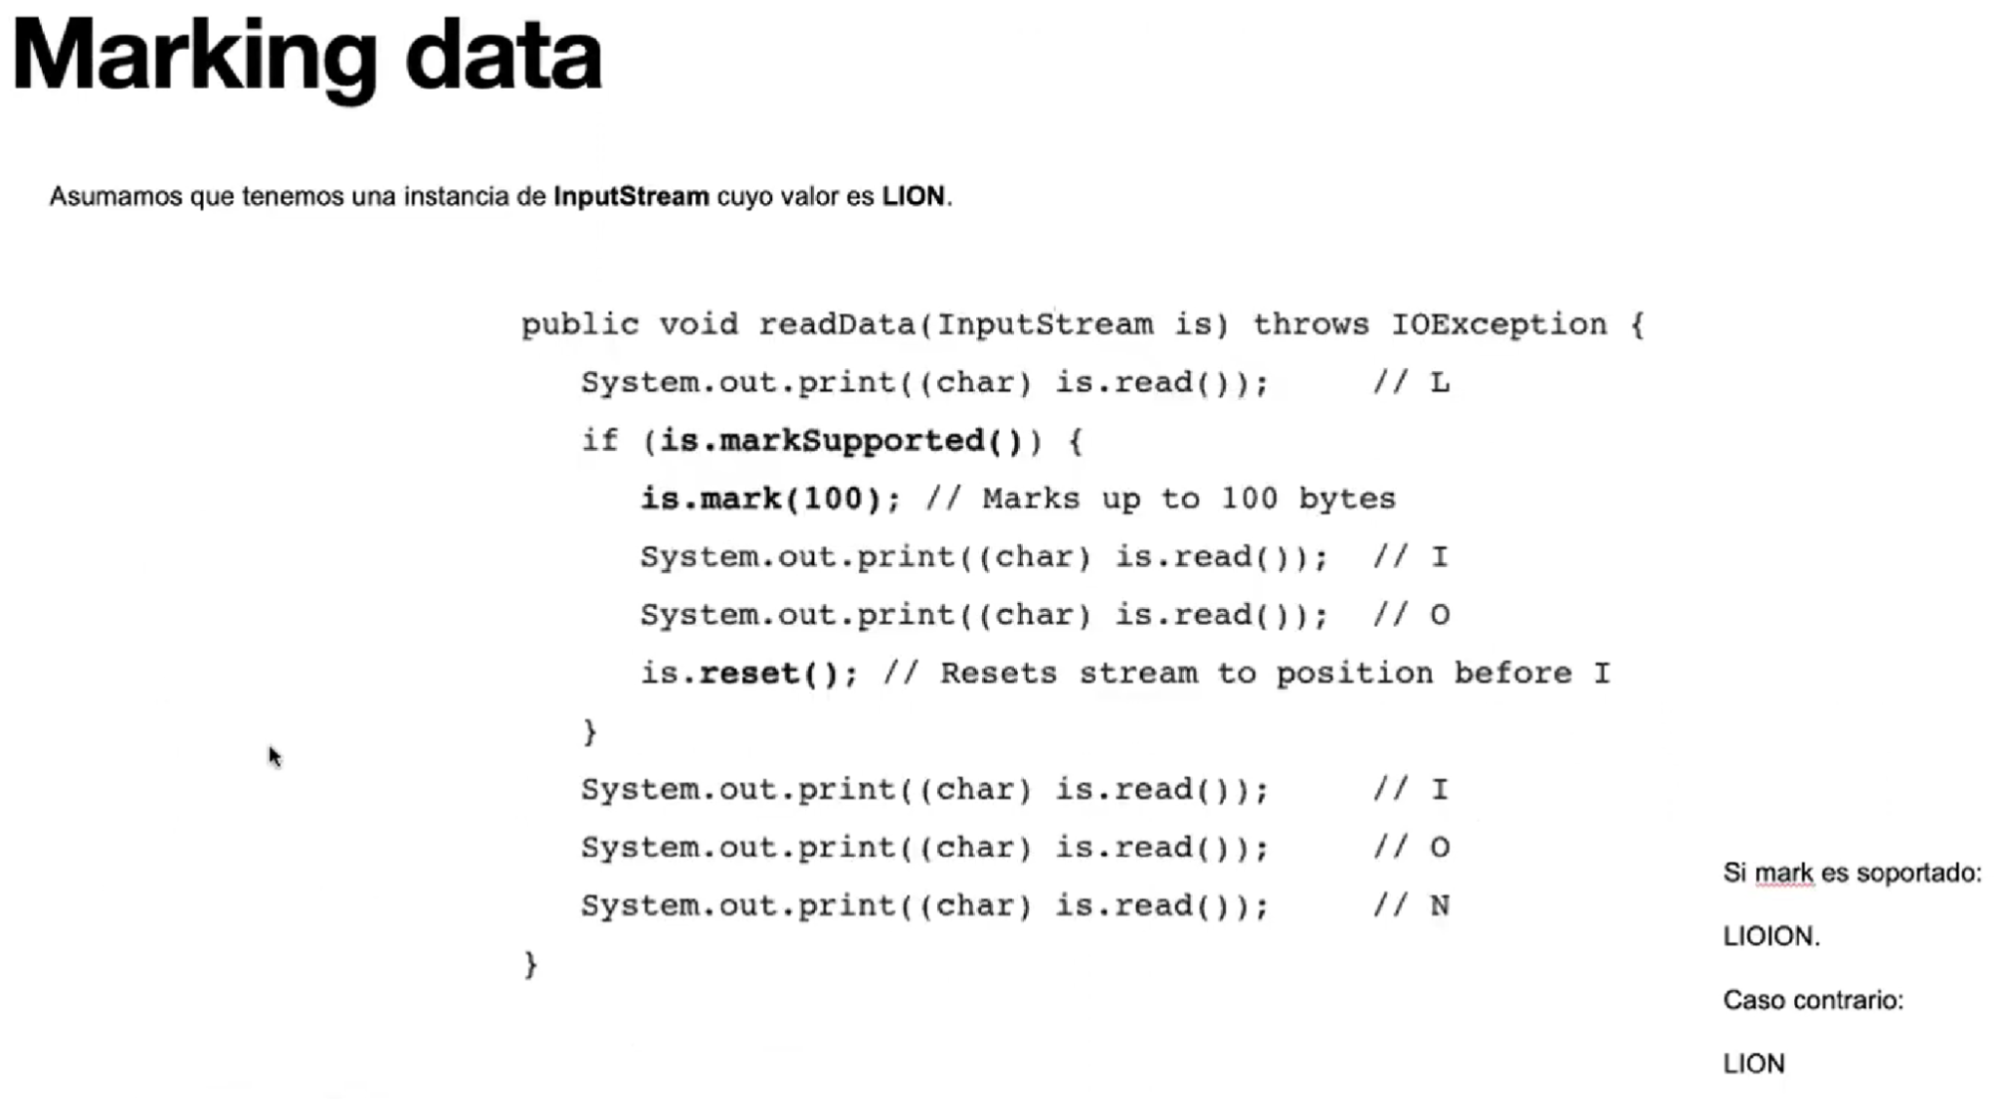 Marking data
Asumamos que tenemos una instancia de InputStream cuyo valor es LION.
public void readData(InputStream is) throws IOException {
System.out.print((char) is.read());     // L
if (is.markSupported()) {
is.mark(100); // Marks up to 100 bytes
System.out.print((char) is.read());  // I
System.out.print((char) is.read());  // O
is.reset(); // Resets stream to position before I
}
System.out.print((char) is.read());     // I
System.out.print((char) is.read());     // O
System.out.print((char) is.read());     // N
}
Si mark es soportado:
LIOION.
Caso contrario:
LION